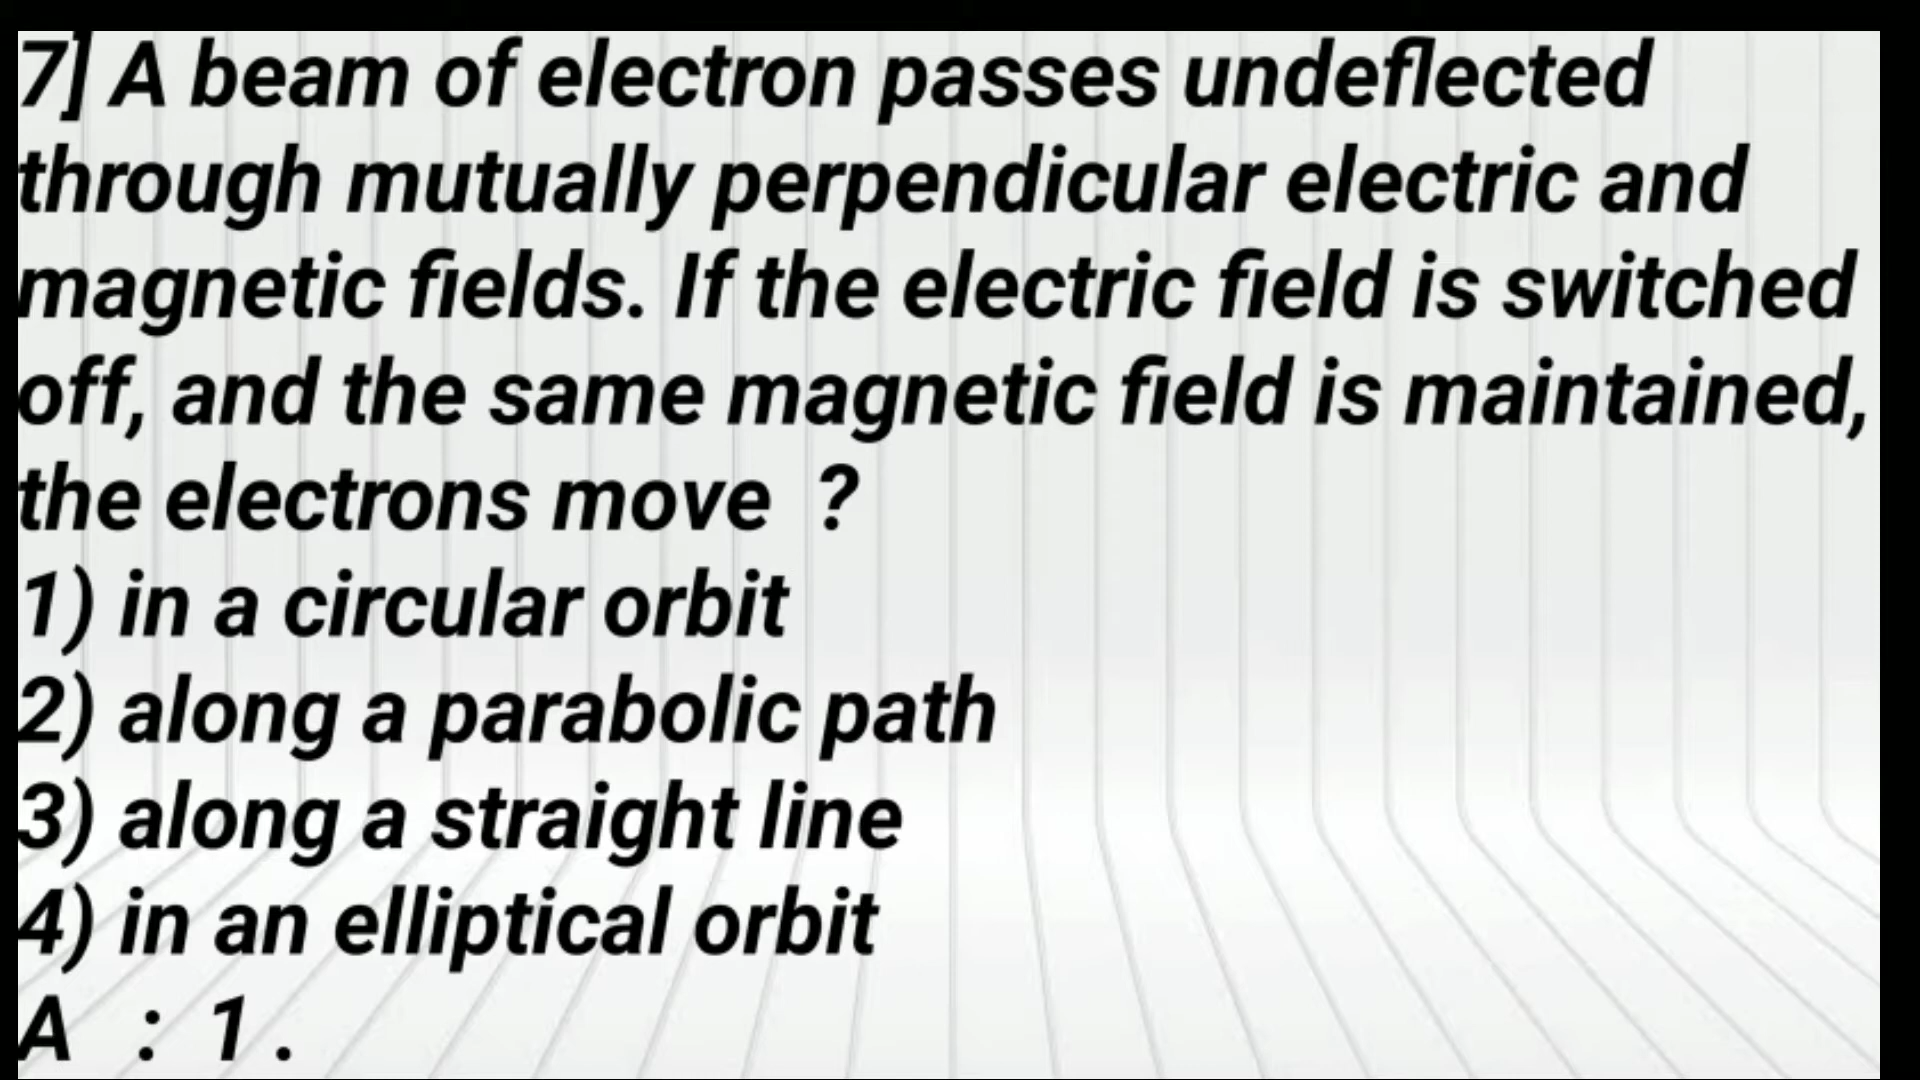 7] A beam of electron passes undeflected
through mutually perpendicular electric and
magnetic fields. If the electric field is switched
off, and the same magnetic field is maintained,
the electrons move ?
1) in a circular orbit
2) along a parabolic path
3) along a straight line
4) in an elliptical orbit
A : 1 .